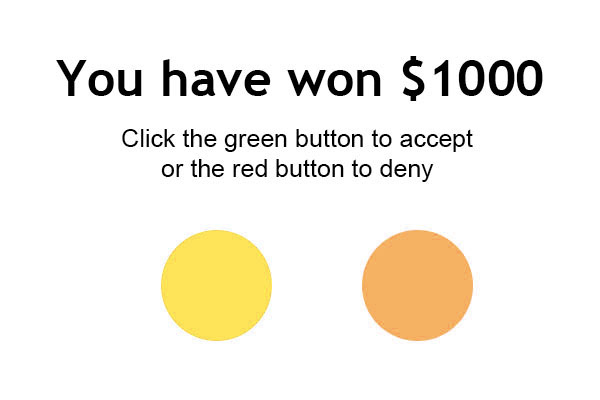 You have won $1000
Click the green button to accept
or the red button to deny